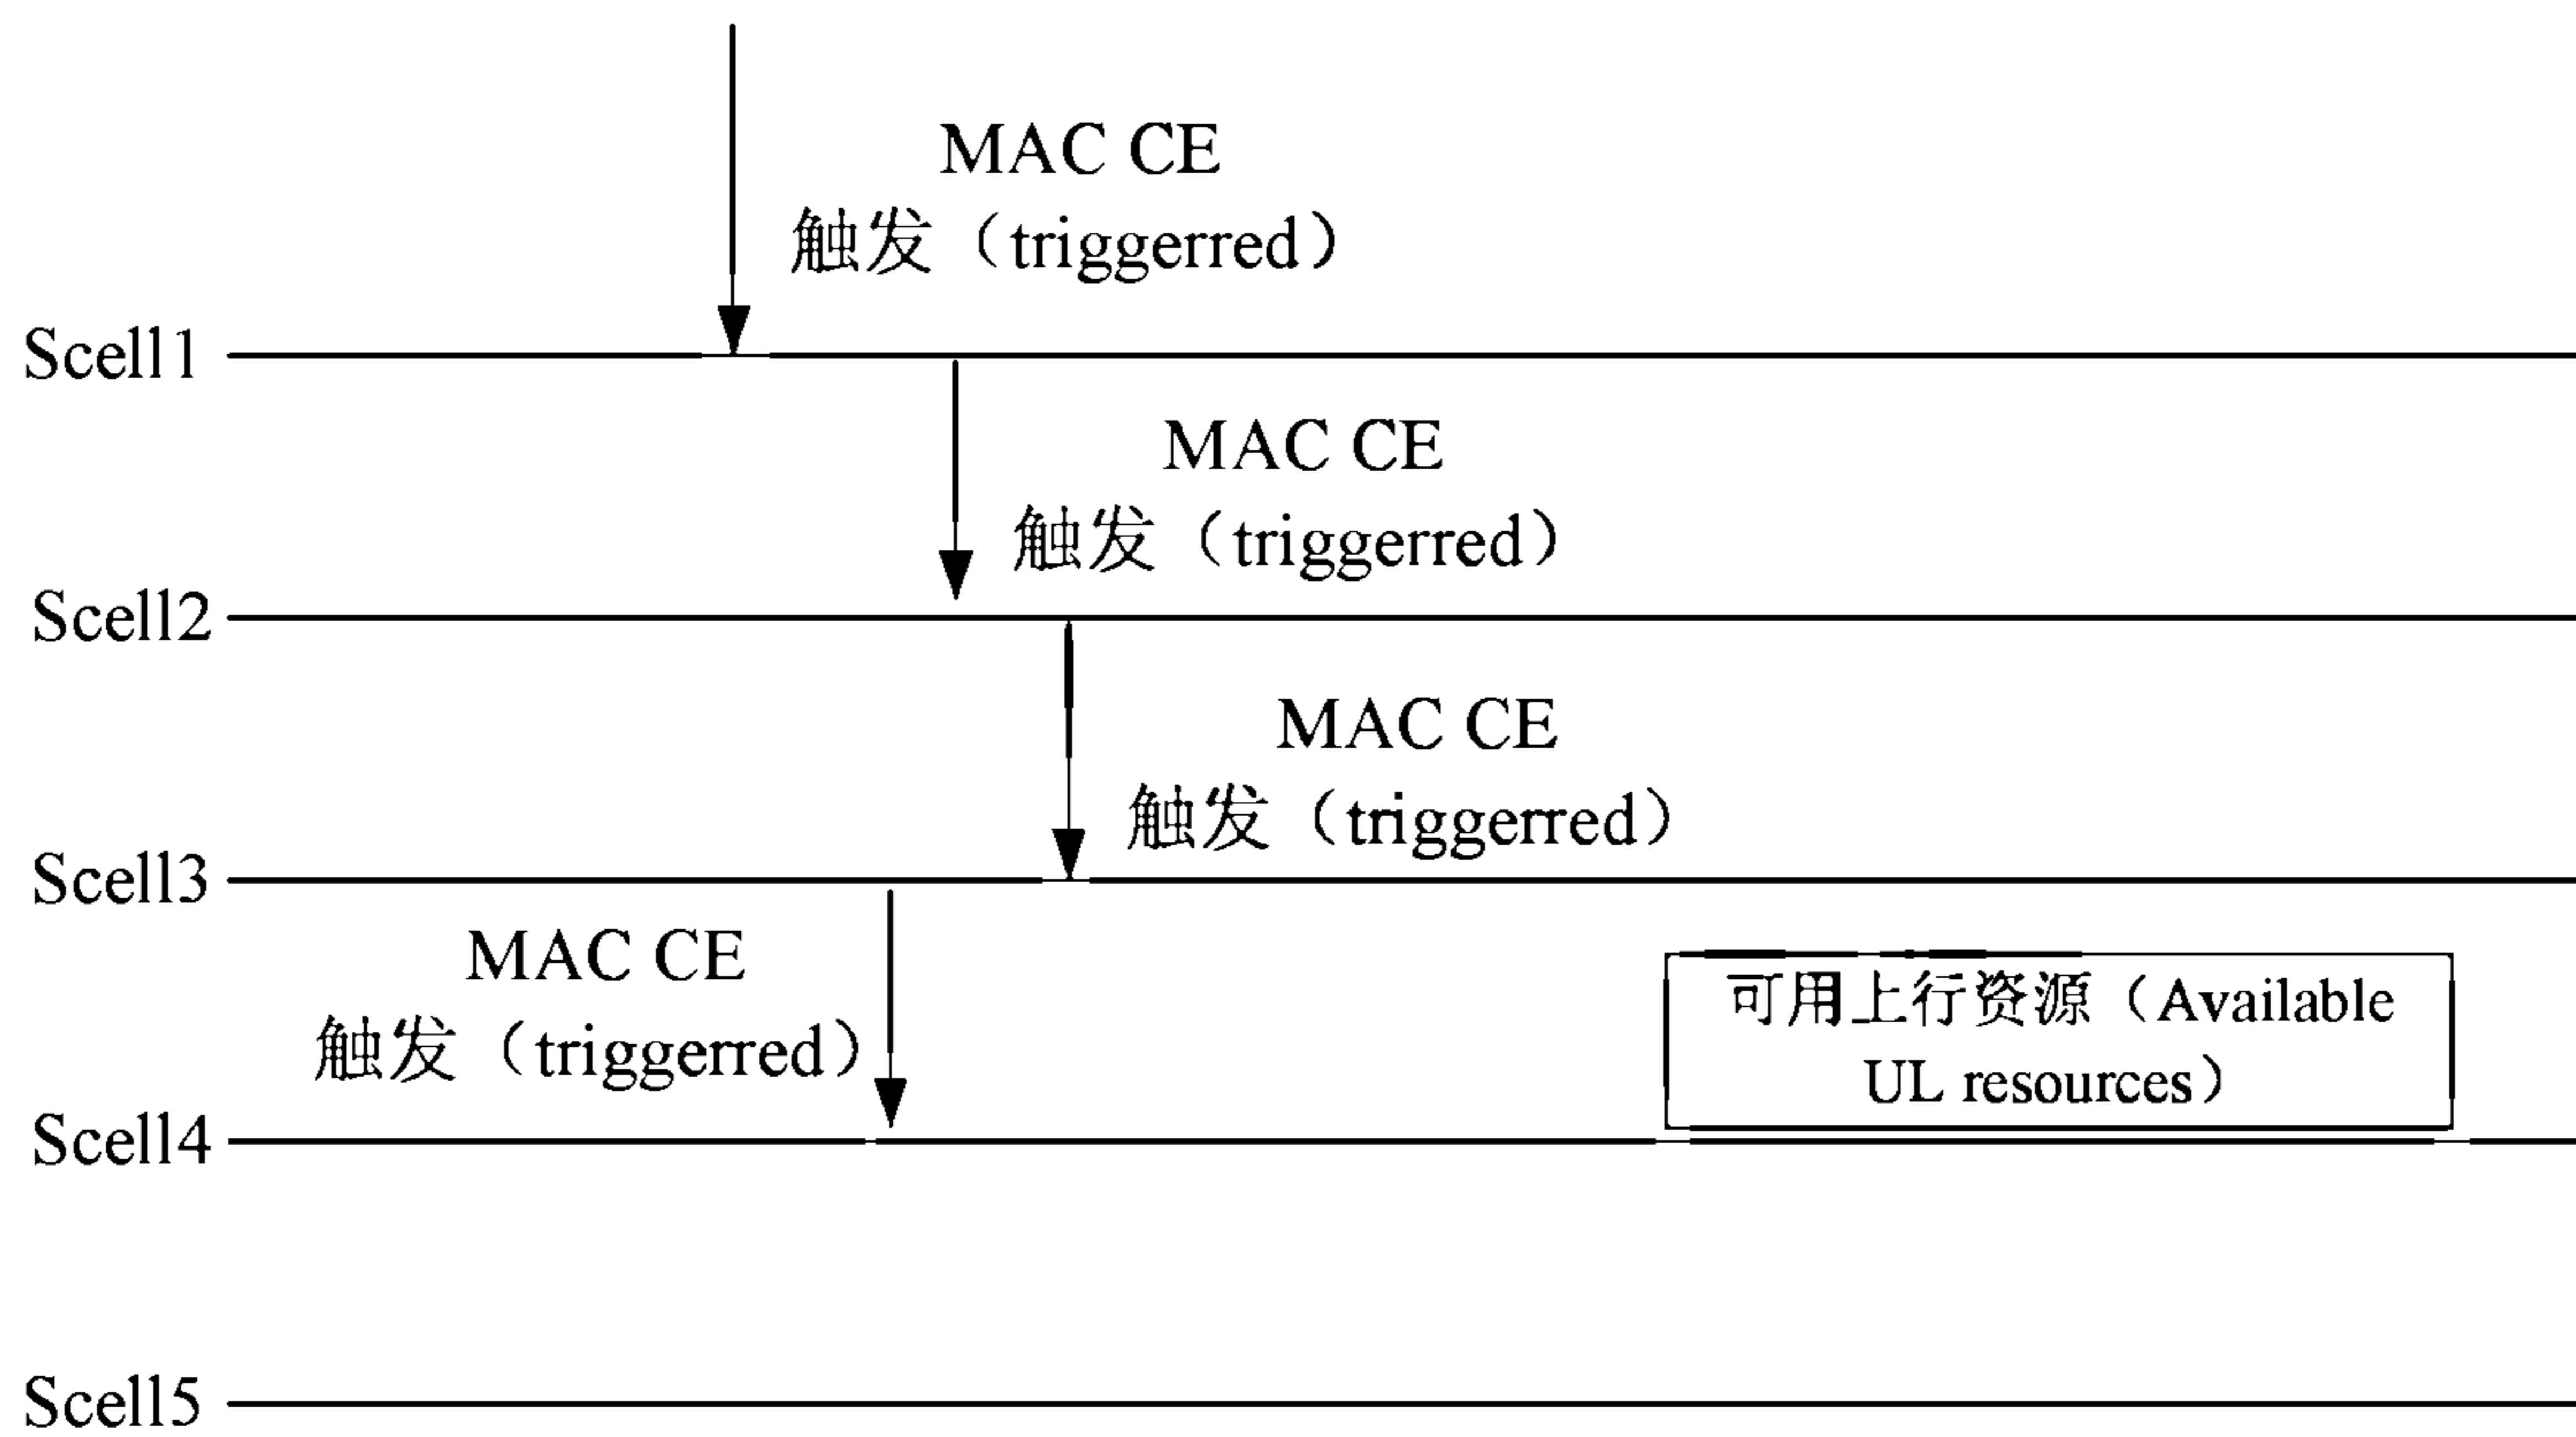 MAC CE
触发（triggerred）
Scell1
MAC CE
触发（triggerred）
Scell2
MAC CE
触发（triggerred）
Scell3
MAC CE
触发（triggerred）
可用上行资源（Available
UL resources）
Scell4
Scell5